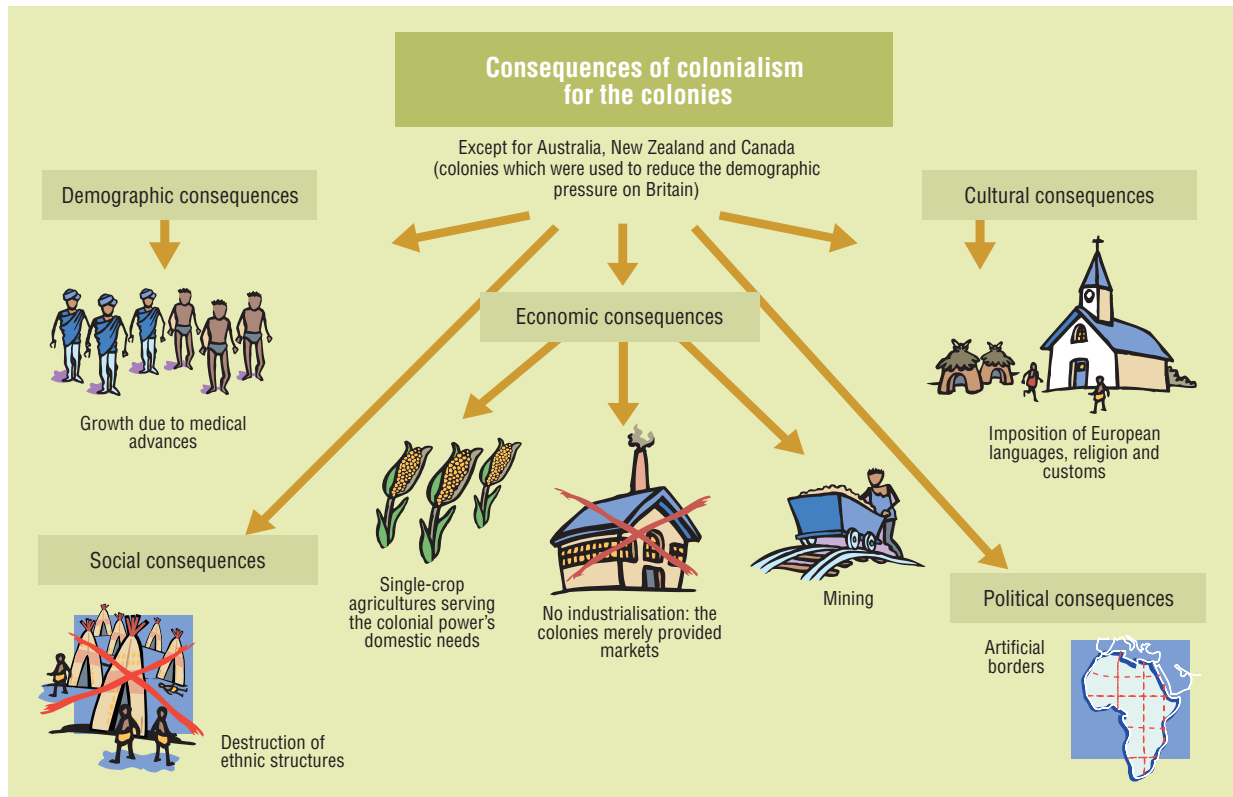 Consequences of colonialism
for the colonies
Except for Australia, New Zealand and Canada
(colonies which were used to reduce the demographic
pressure on Britain)
Demographic consequences
Growth due to medical
advances
Cultural consequences
Imposition of European
languages, religion and
customs
Economic consequences
Single-crop
agricultures serving
the colonial power's
domestic needs
No industrialisation: the
colonies merely provided
markets
Mining
Social consequences
Destruction of
ethnic structures
Political consequences
Artificial
borders